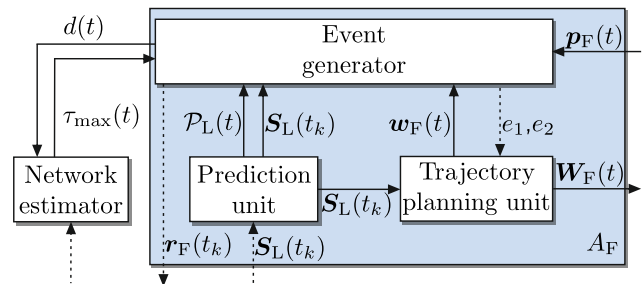 d(t)
Event
generator
𝒑_F(t)
τ_max(t)
𝒫_L(t)
𝑺_L(t_k)
𝒘_F(t)
e_1,e_2
Network
estimator
Prediction
unit
𝑺_L(t_k)
Trajectory
planning unit
𝑾_F(t)
𝒓_F(t_k)
𝑺_L(t_k)
A_F